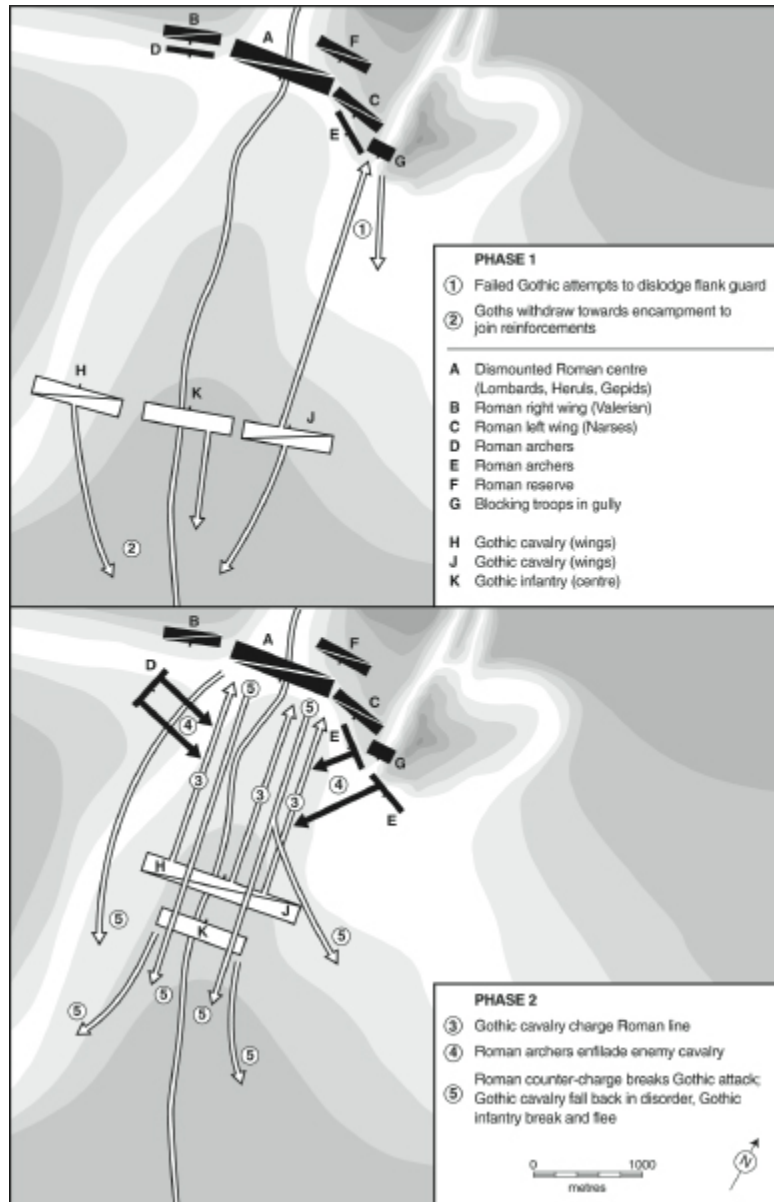 B
D
A
F
C
E
G
1
H
K
J
2
PHASE 1
1 Failed Gothic attempts to dislodge flank guard
2 Goths withdraw towards encampment to
join reinforcements
A Dismounted Roman centre
(Lombards, Heruls, Gepids)
B Roman right wing (Valerian)
C Roman left wing (Narses)
D Roman archers
E Roman archers
F Roman reserve
G Blocking troops in gully
H Gothic cavalry (wings)
J Gothic cavalry (wings)
K Gothic infantry (centre)
B
A
F
D
C
5
5
4
E
G
3
3
3
4
E
H
J
K
5
5
5
5
5
5
PHASE 2
3 Gothic cavalry charge Roman line
4 Roman archers enfilade enemy cavalry
5 Roman counter-charge breaks Gothic attack;
Gothic cavalry fall back in disorder, Gothic
infantry break and flee
0 1000
metres
N